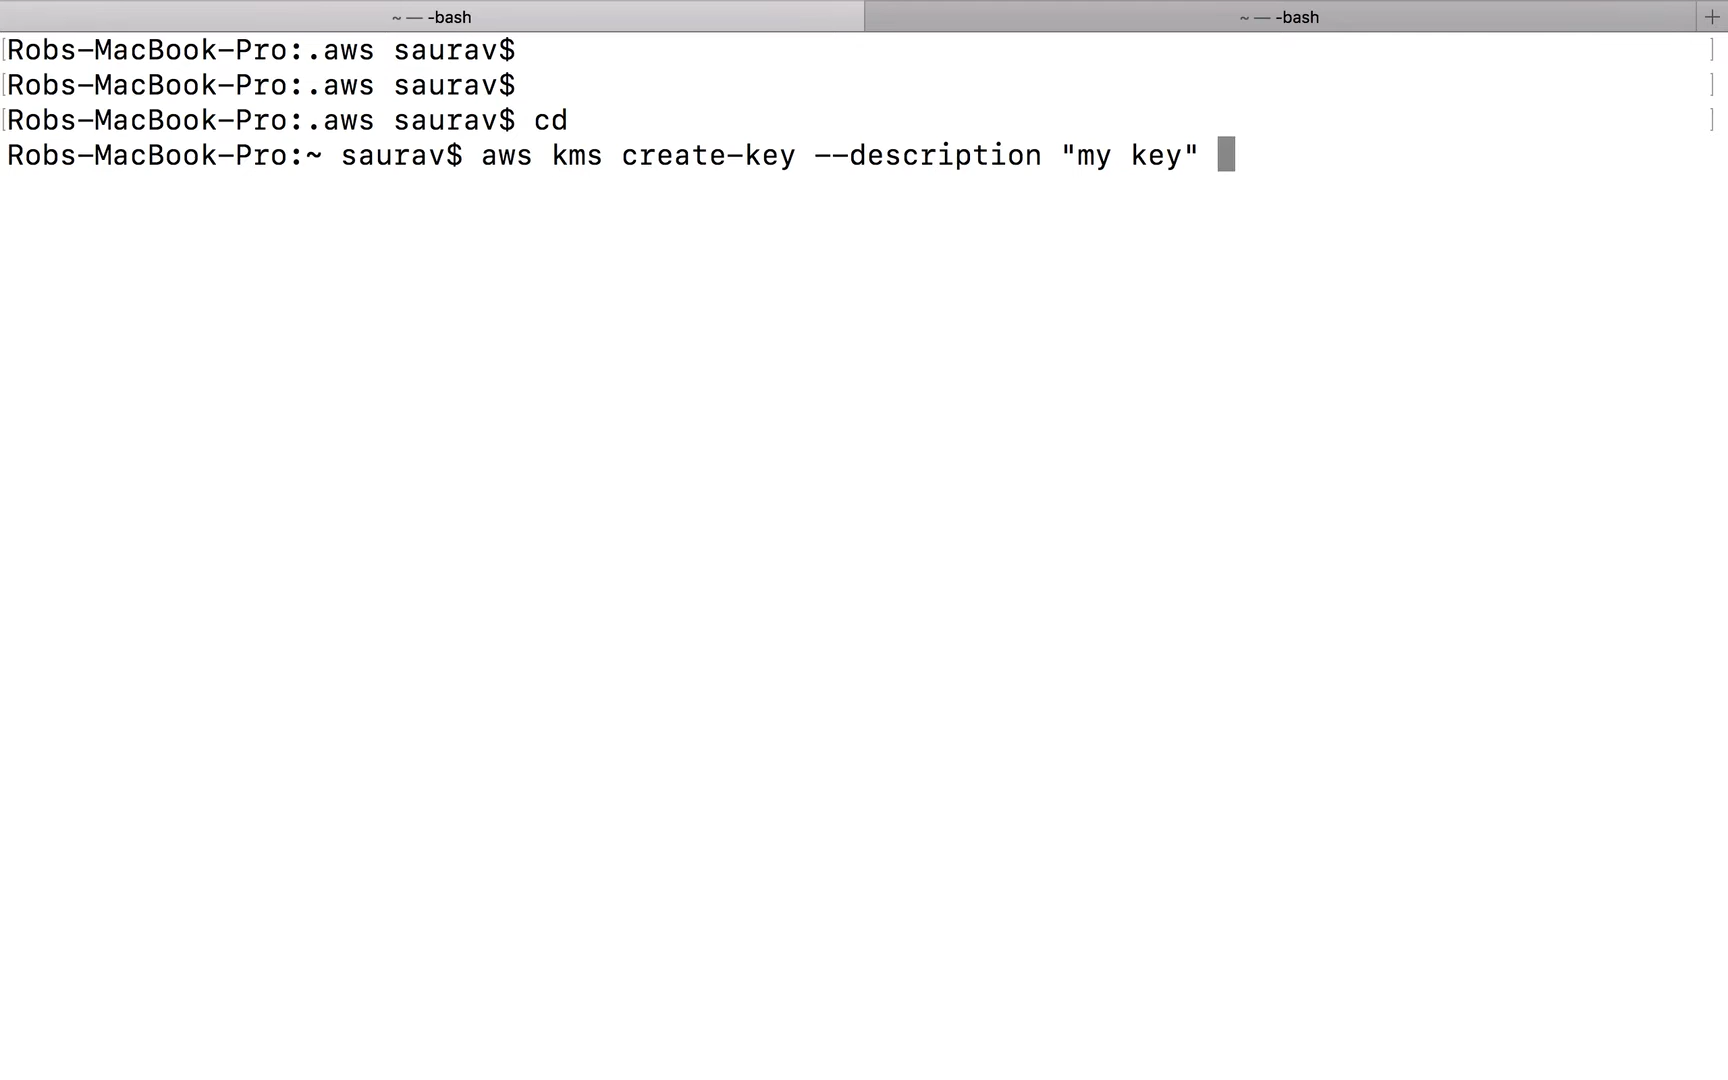 ~ — -bash
~ — -bash
+
[Robs-MacBook-Pro:.aws saurav$ ]
[Robs-MacBook-Pro:.aws saurav$ ]
[Robs-MacBook-Pro:.aws saurav$ cd ]
Robs-MacBook-Pro:~ saurav$ aws kms create-key --description "my key"